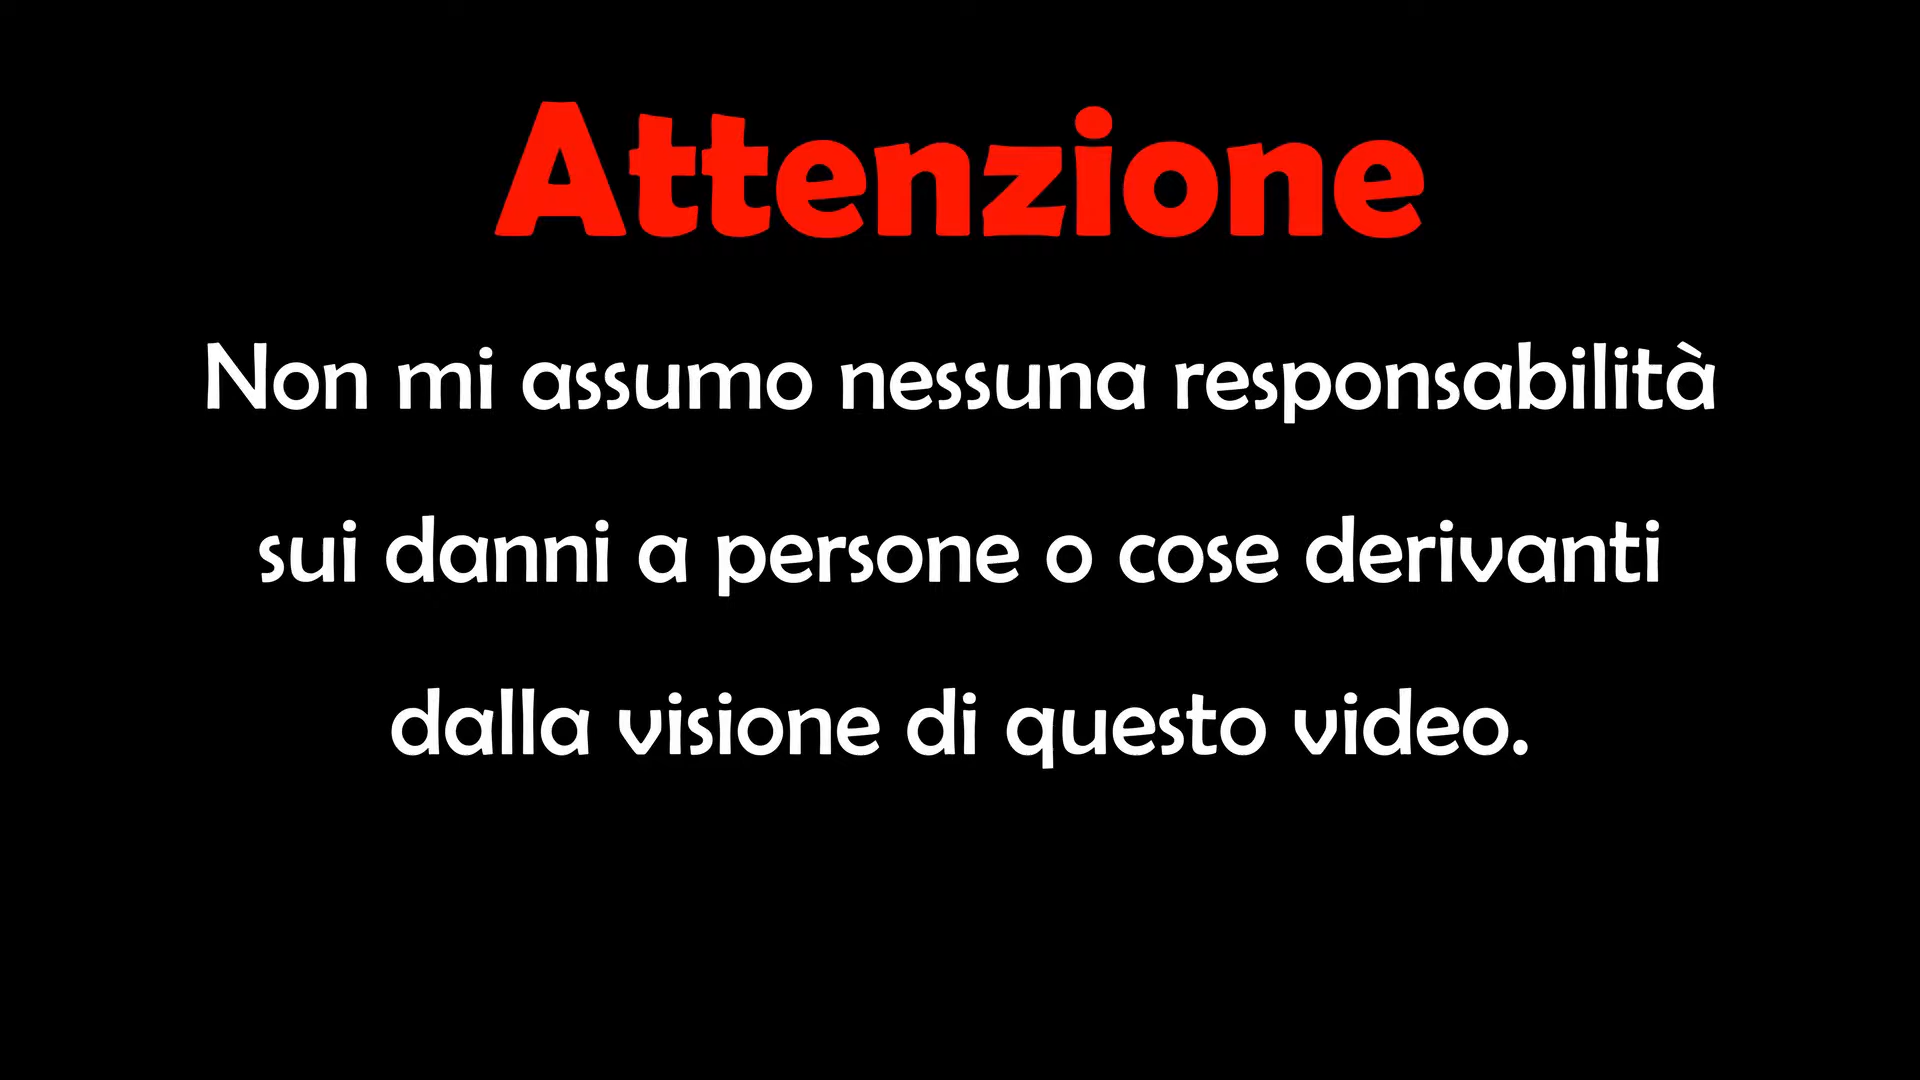 Attenzione
Non mi assumo nessuna responsabilità
sui danni a persone o cose derivanti
dalla visione di questo video.